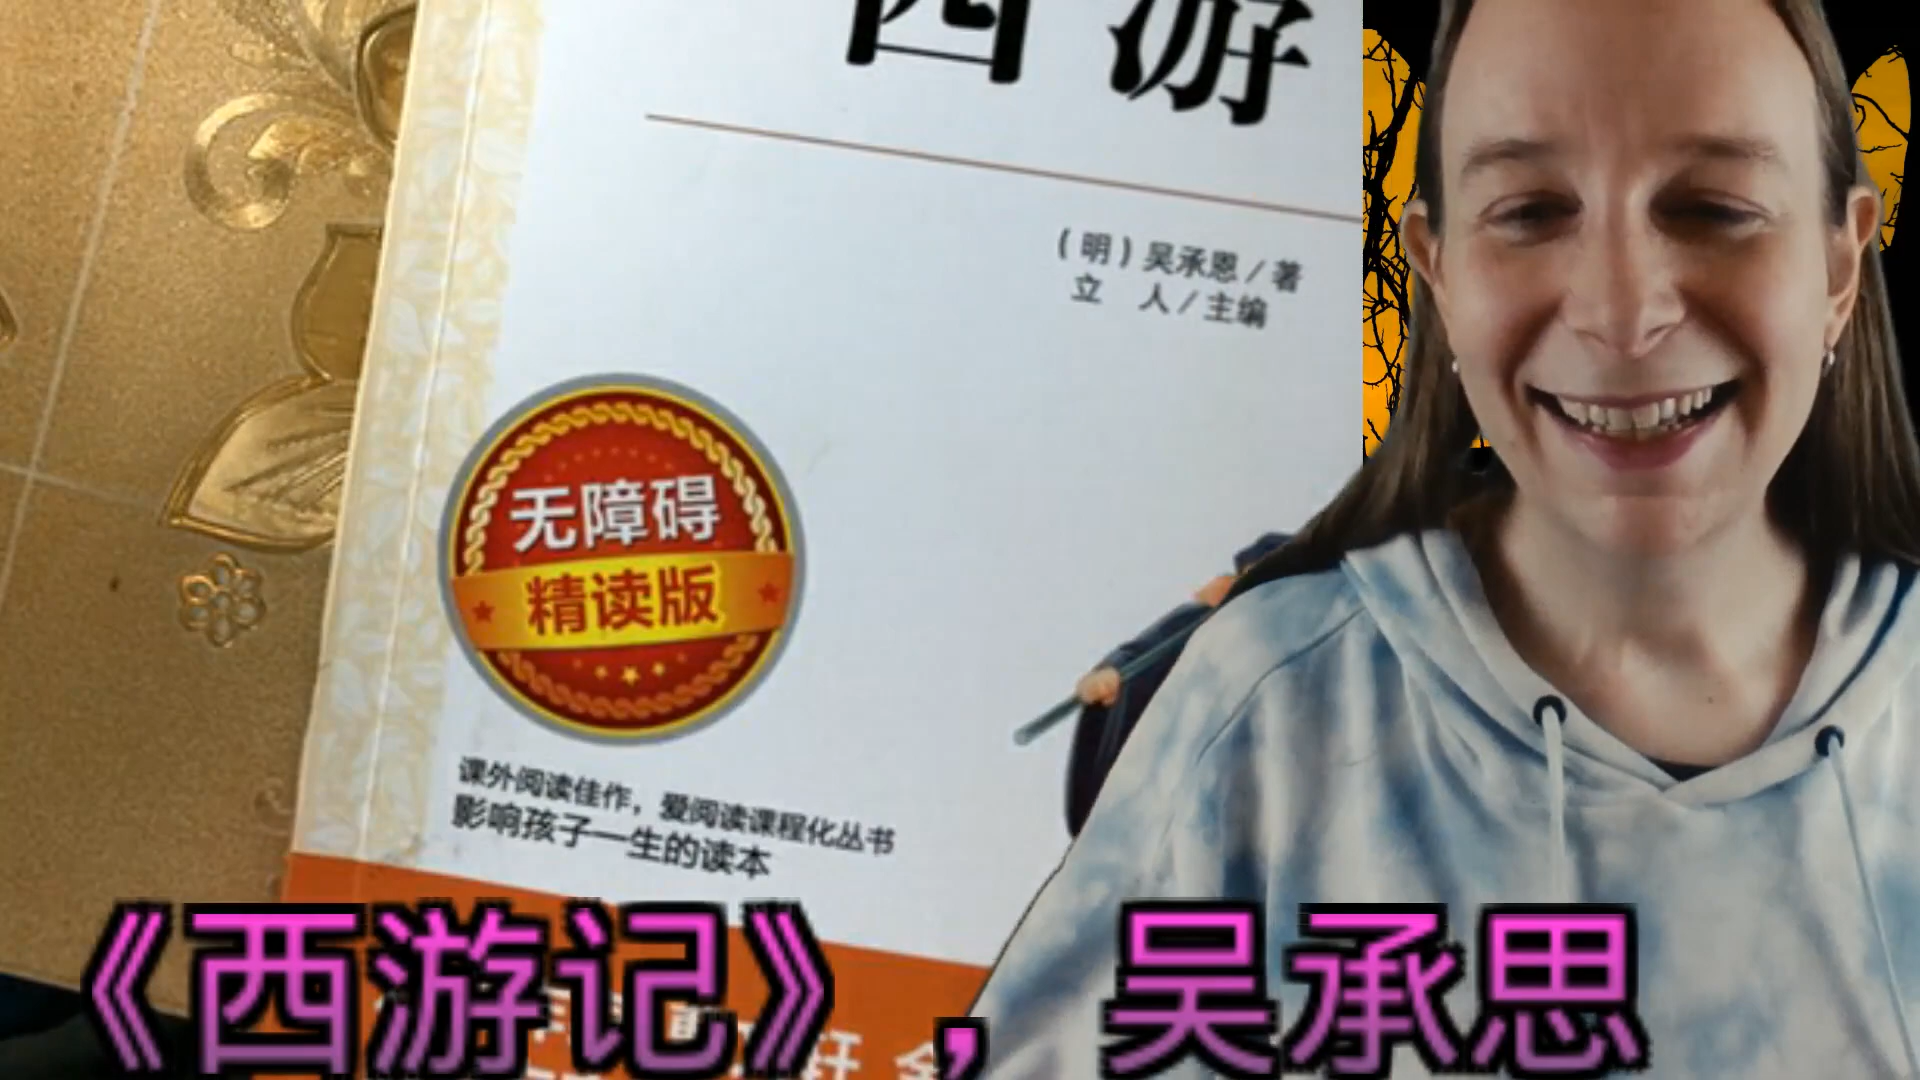 西游
(明)吴承恩/著
立 人/主编
无障碍
精读版
课外阅读佳作，爱阅读课程化丛书
影响孩子一生的读本
《西游记》，吴承思